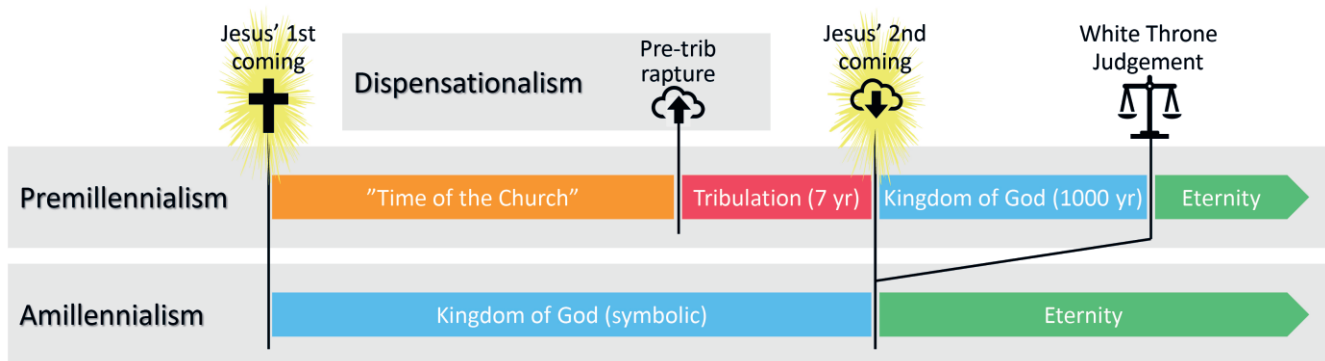 Jesus’ 1st
coming
Dispensationalism
Pre-trib
rapture
Jesus’ 2nd
coming
White Throne
Judgement
Premillennialism
”Time of the Church”
Tribulation (7 yr)
Kingdom of God (1000 yr)
Eternity
Amillennialism
Kingdom of God (symbolic)
Eternity